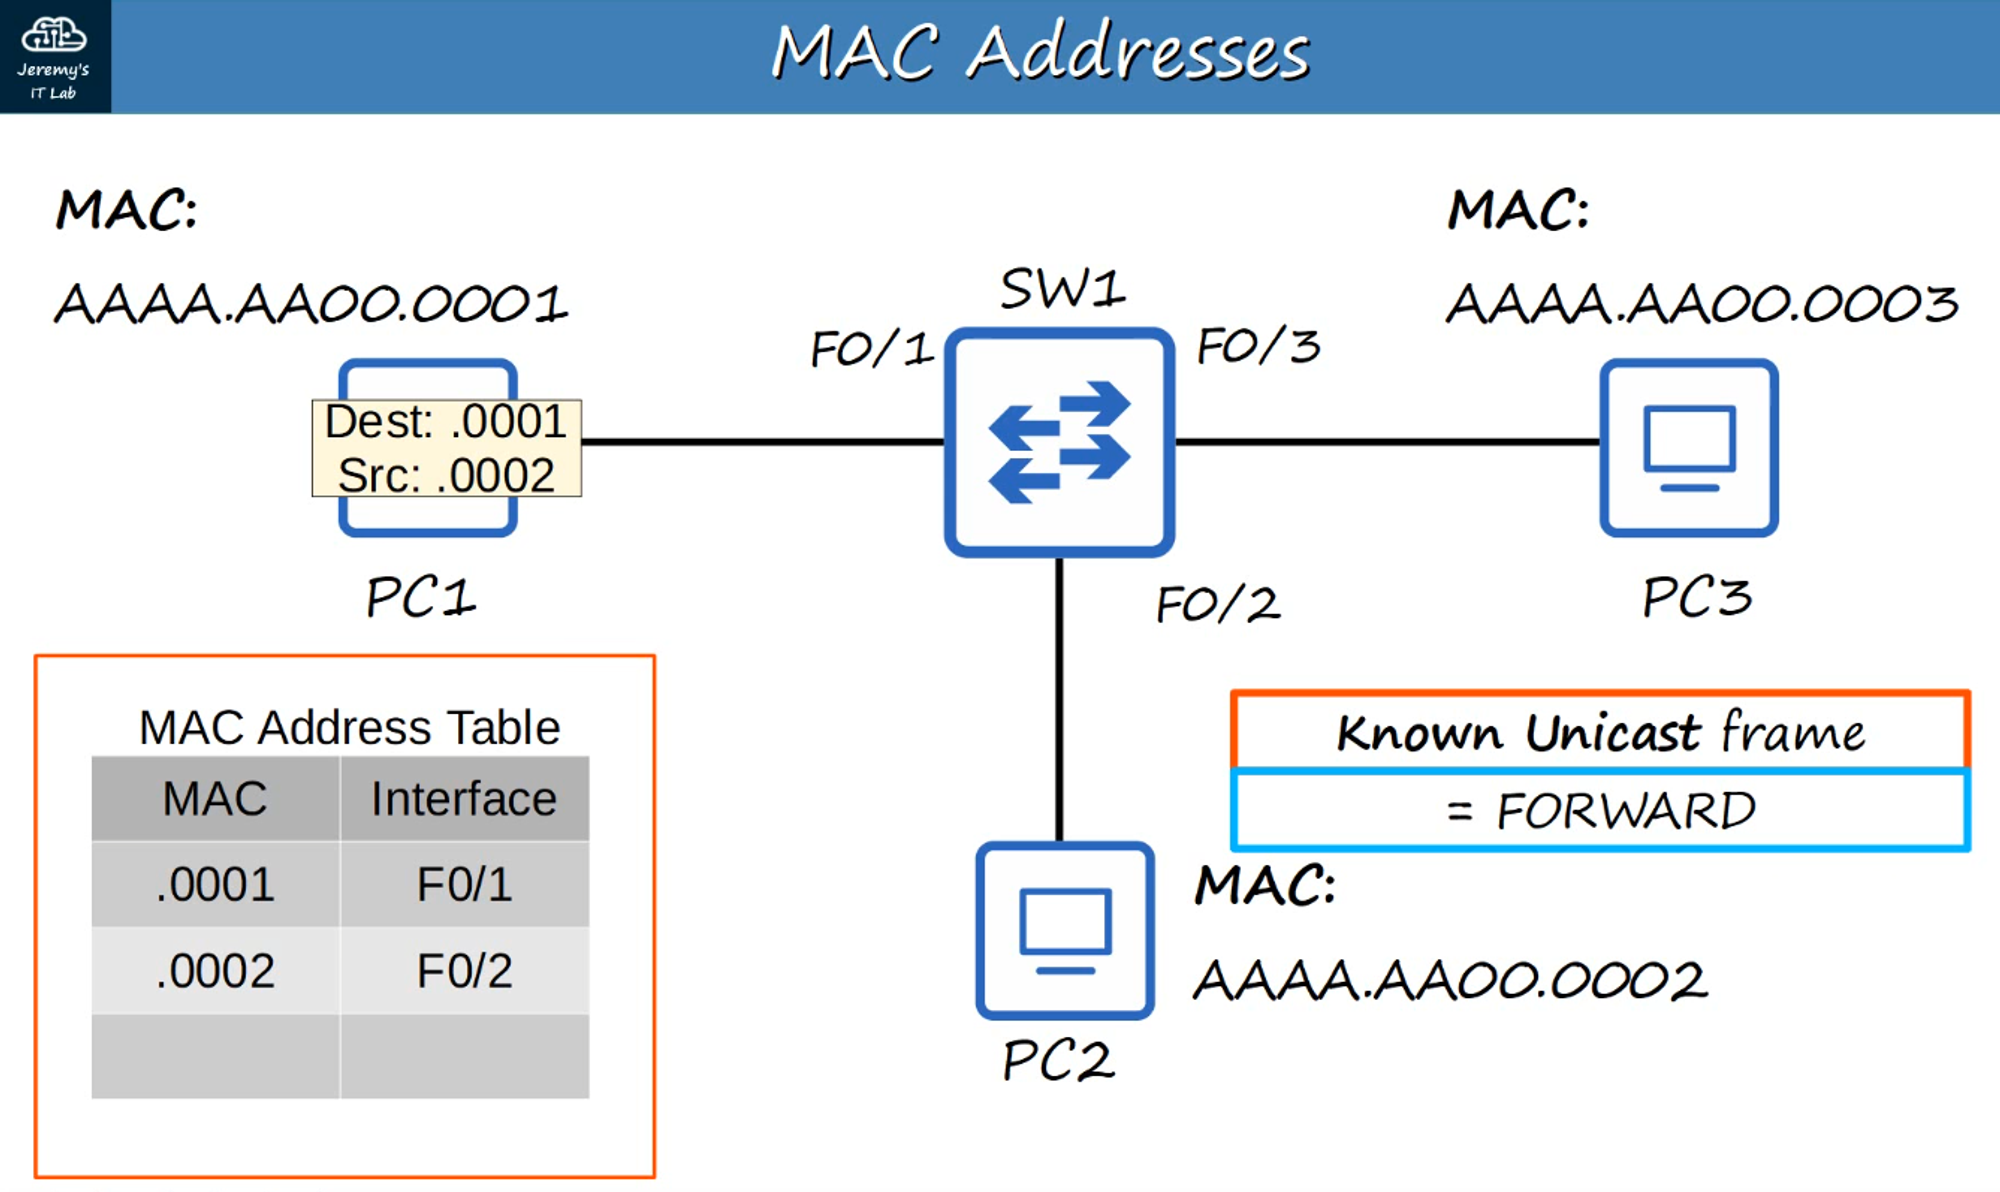 Jeremy's
IT Lab
MAC Addresses
MAC:
AAAA.AA00.0001
MAC:
AAAA.AA00.0003
SW1
F0/1
F0/3
Dest: .0001
Src: .0002
PC1
F0/2
PC3
MAC Address Table
MAC Interface
.0001 F0/1
.0002 F0/2
Known Unicast frame
= FORWARD
MAC:
AAAA.AA00.0002
PC2